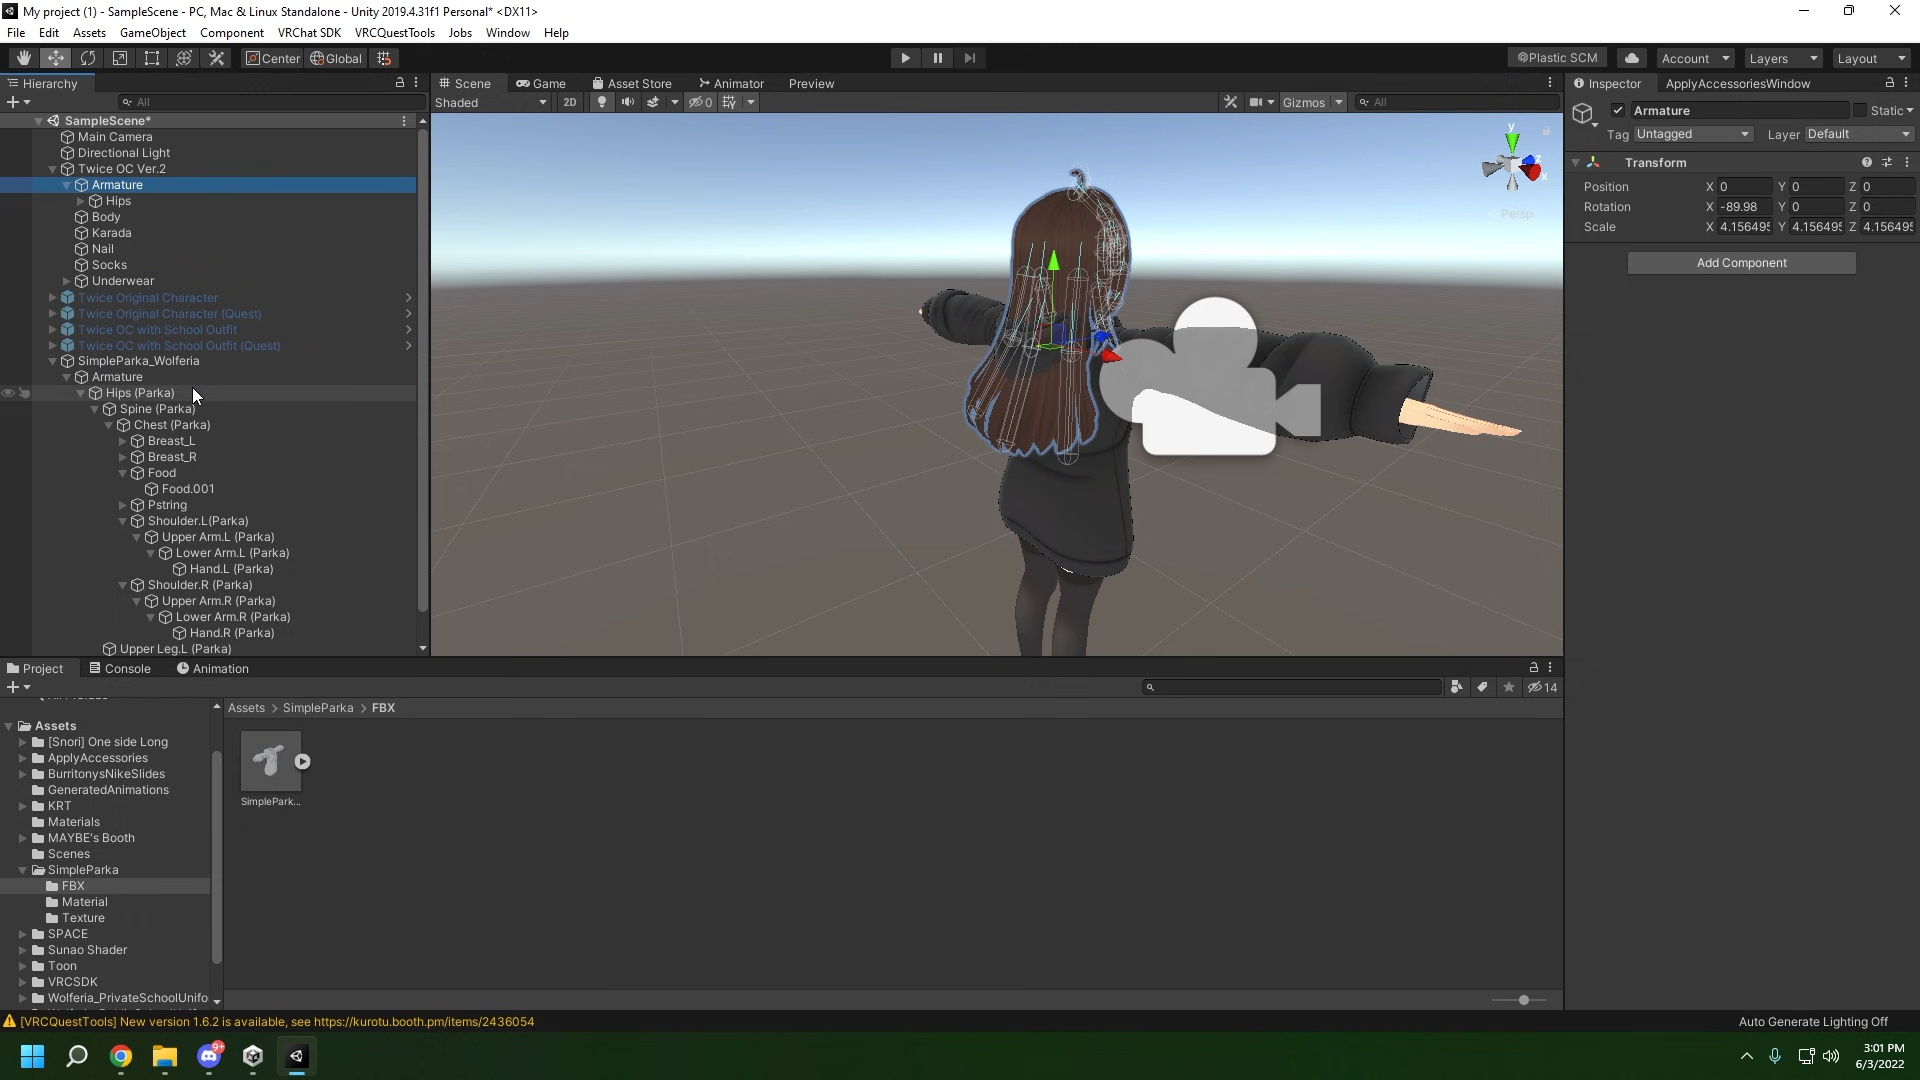 My project (1) - SampleScene - PC, Mac & Linux Standalone - Unity 2019.4.31f1 Personal* <DX11>
File Edit Assets GameObject Component VRChat SDK VRCQuestTools Jobs Window Help
Center Global
Plastic SCM Account Layers Layout
Hierarchy
All
SampleScene*
Main Camera
Directional Light
Twice OC Ver.2
Armature
Hips
Body
Karada
Nail
Socks
Underwear
Twice Original Character
Twice Original Character (Quest)
Twice OC with School Outfit
Twice OC with School Outfit (Quest)
SimpleParka_Wolferia
Armature
Hips (Parka)
Spine (Parka)
Chest (Parka)
Breast_L
Breast_R
Food
Food.001
Pstring
Shoulder.L(Parka)
Upper Arm.L (Parka)
Lower Arm.L (Parka)
Hand.L (Parka)
Shoulder.R (Parka)
Upper Arm.R (Parka)
Lower Arm.R (Parka)
Hand.R (Parka)
Upper Leg.L (Parka)
Scene Game Asset Store Animator Preview
Shaded 2D 0 Gizmos All
y
x
Persp
Inspector ApplyAccessoriesWindow
Armature Static
Tag Untagged Layer Default
Transform
Position X 0 Y 0 Z 0
Rotation X -89.98 Y 0 Z 0
Scale X 4.156495 Y 4.156495 Z 4.156495
Add Component
Project Console Animation
14
Assets
[Snori] One side Long
ApplyAccessories
BurritonysNikeSlides
GeneratedAnimations
KRT
Materials
MAYBE's Booth
Scenes
SimpleParka
FBX
Material
Texture
SPACE
Sunao Shader
Toon
VRCSDK
Wolferia_PrivateSchoolUnifo
Assets > SimpleParka > FBX
SimplePark...
[VRCQuestTools] New version 1.6.2 is available, see https://kurotu.booth.pm/items/2436054
Auto Generate Lighting Off
9+
3:01 PM
6/3/2022